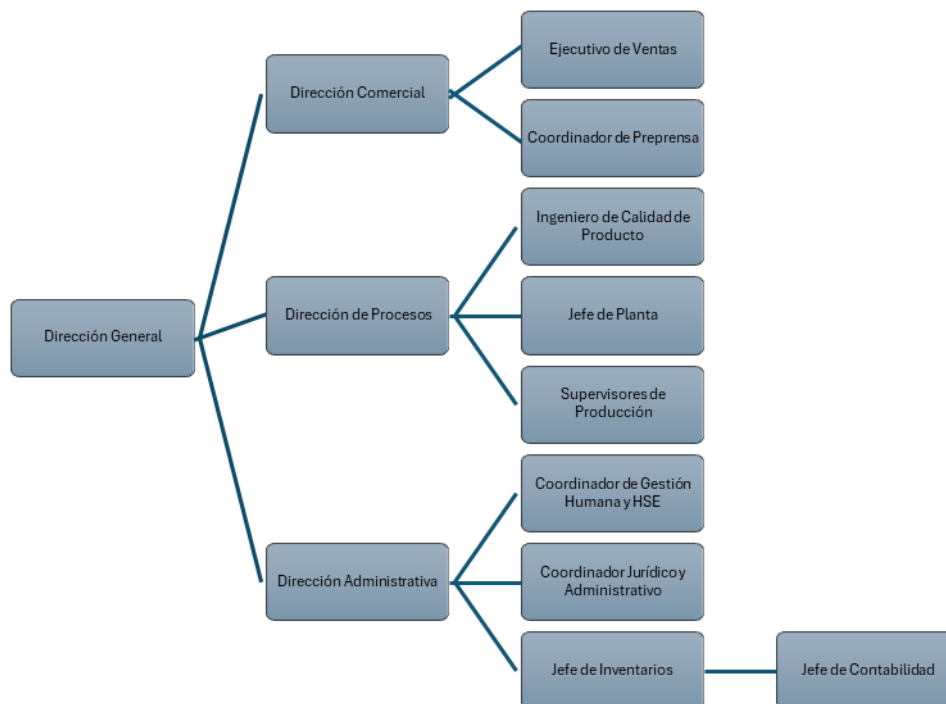 Ejecutivo de Ventas
Dirección Comercial
Coordinador de Preprensa
Ingeniero de Calidad de
Producto
Dirección General
Dirección de Procesos
Jefe de Planta
Supervisores de
Producción
Coordinador de Gestión
Humana y HSE
Dirección Administrativa
Coordinador Jurídico y
Administrativo
Jefe de Inventarios
Jefe de Contabilidad